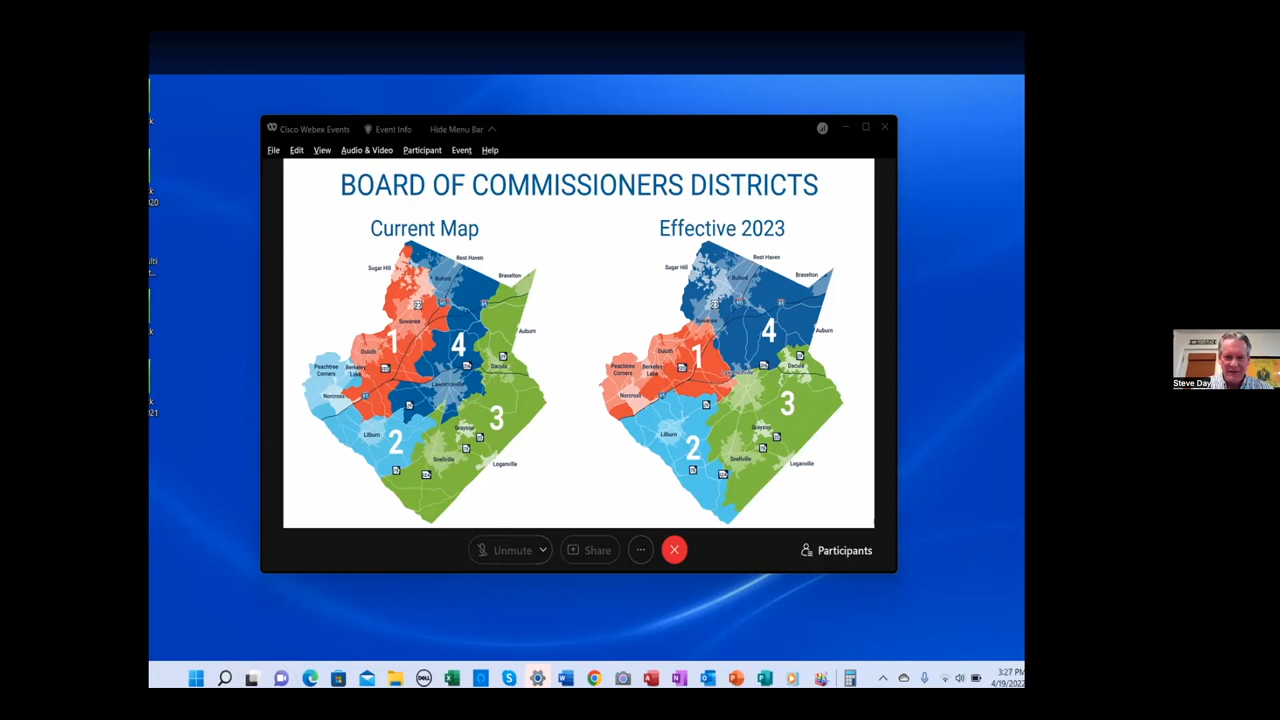 Cisco Webex Events
Event Info
Hide Menu Bar
File Edit View Audio & Video Participant Event Help
BOARD OF COMMISSIONERS DISTRICTS
Current Map
Effective 2023
Sugar Hill
Rest Haven
Buford
Braselton
Suwanee
Auburn
Duluth
Peachtree
Corners
Berkeley
Lake
Norcross
Dacula
Lawrenceville
Lilburn
Grayson
Snellville
Loganville
1
4
2
3
Sugar Hill
Rest Haven
Buford
Braselton
Suwanee
Auburn
Duluth
Peachtree
Corners
Berkeley
Lake
Norcross
Dacula
Lawrenceville
Lilburn
Grayson
Snellville
Loganville
4
1
3
2
Steve Day
Unmute
Share
Participants
DELL
3:27 PM
4/19/2022